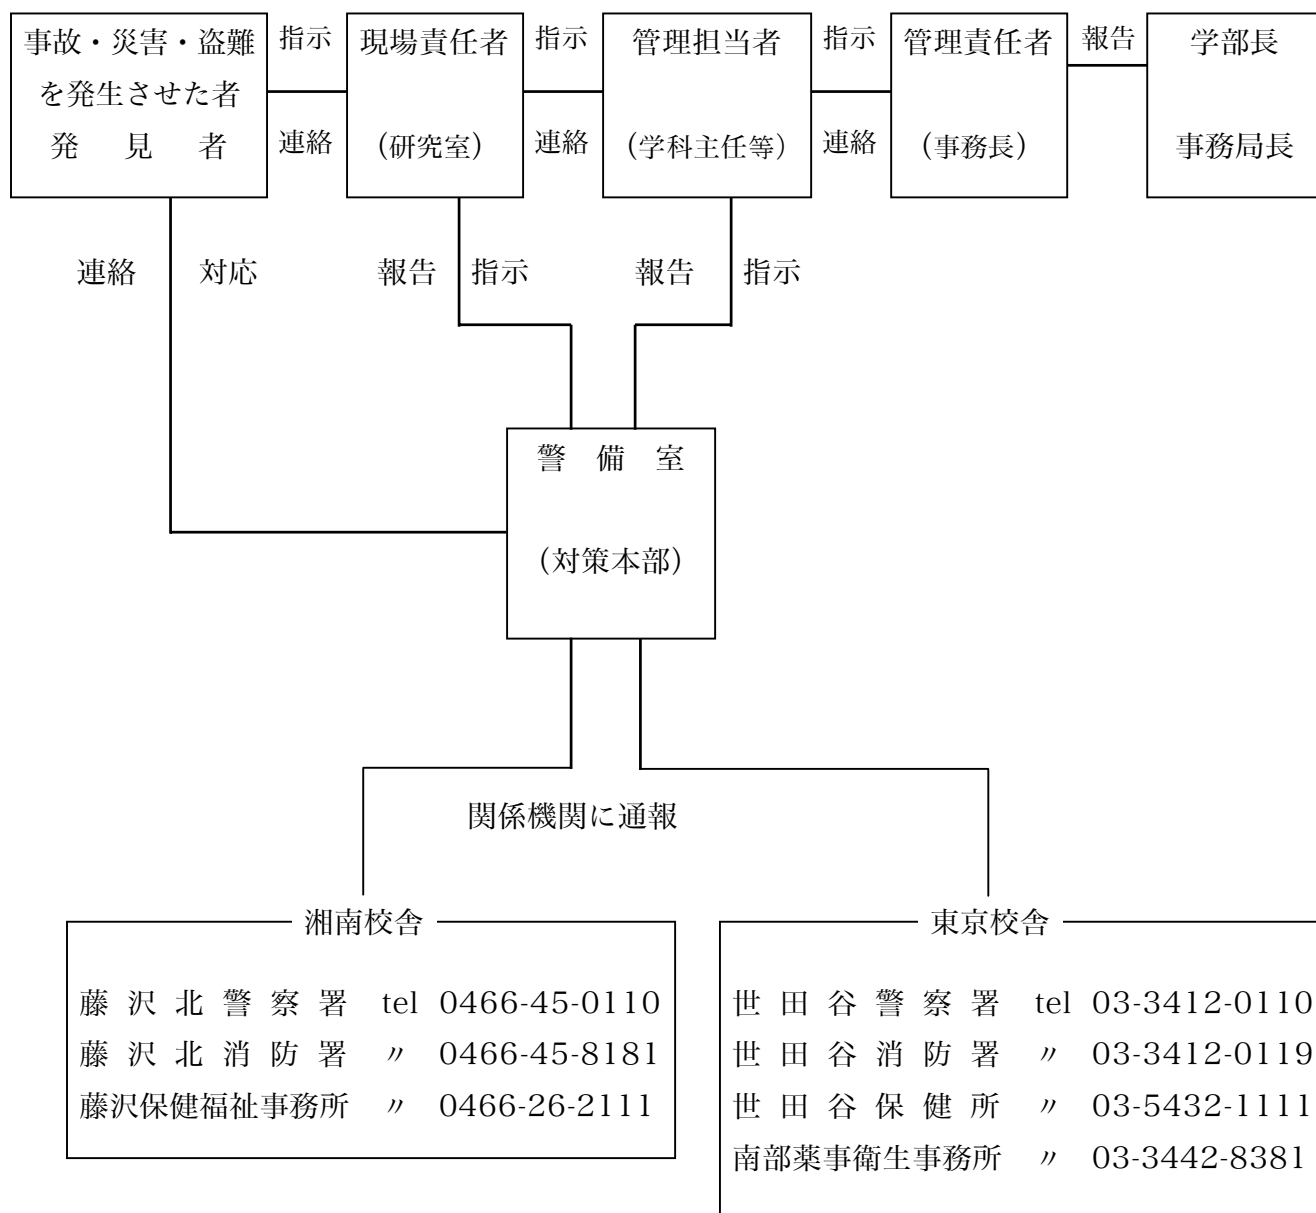 事故・災害・盗難
を発生させた者
発見者
指示
連絡
現場責任者
(研究室)
指示
連絡
管理担当者
(学科主任等)
指示
連絡
管理責任者
(事務長)
報告
学部長
事務局長
連絡 対応
報告 指示
報告 指示
警備室
(対策本部)
関係機関に通報
湘南校舎
藤沢北警察署 tel 0466-45-0110
藤沢北消防署 〃 0466-45-8181
藤沢保健福祉事務所 〃 0466-26-2111
東京校舎
世田谷警察署 tel 03-3412-0110
世田谷消防署 〃 03-3412-0119
世田谷保健所 〃 03-5432-1111
南部薬事衛生事務所 〃 03-3442-8381